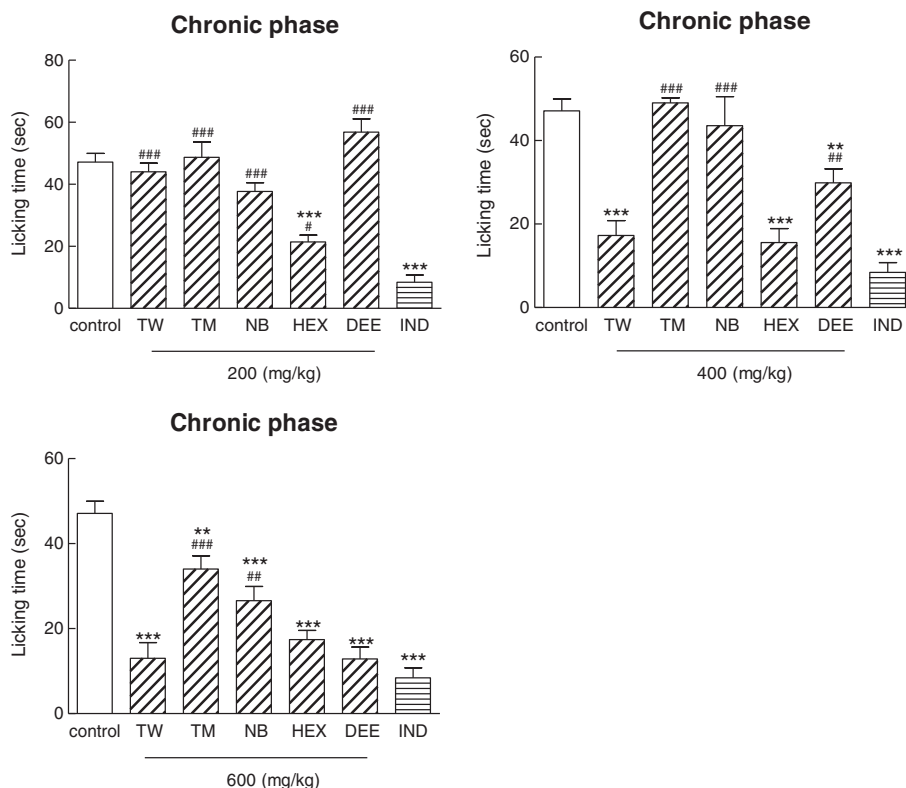 Chronic phase
80
60
40
20
0
Licking time (sec)
###
###
###
***
#
###
***
control TW TM NB HEX DEE IND
200 (mg/kg)
Chronic phase
60
40
20
0
Licking time (sec)
***
###
###
***
**
##
***
control TW TM NB HEX DEE IND
400 (mg/kg)
Chronic phase
60
40
20
0
Licking time (sec)
***
**
###
***
##
***
***
***
control TW TM NB HEX DEE IND
600 (mg/kg)